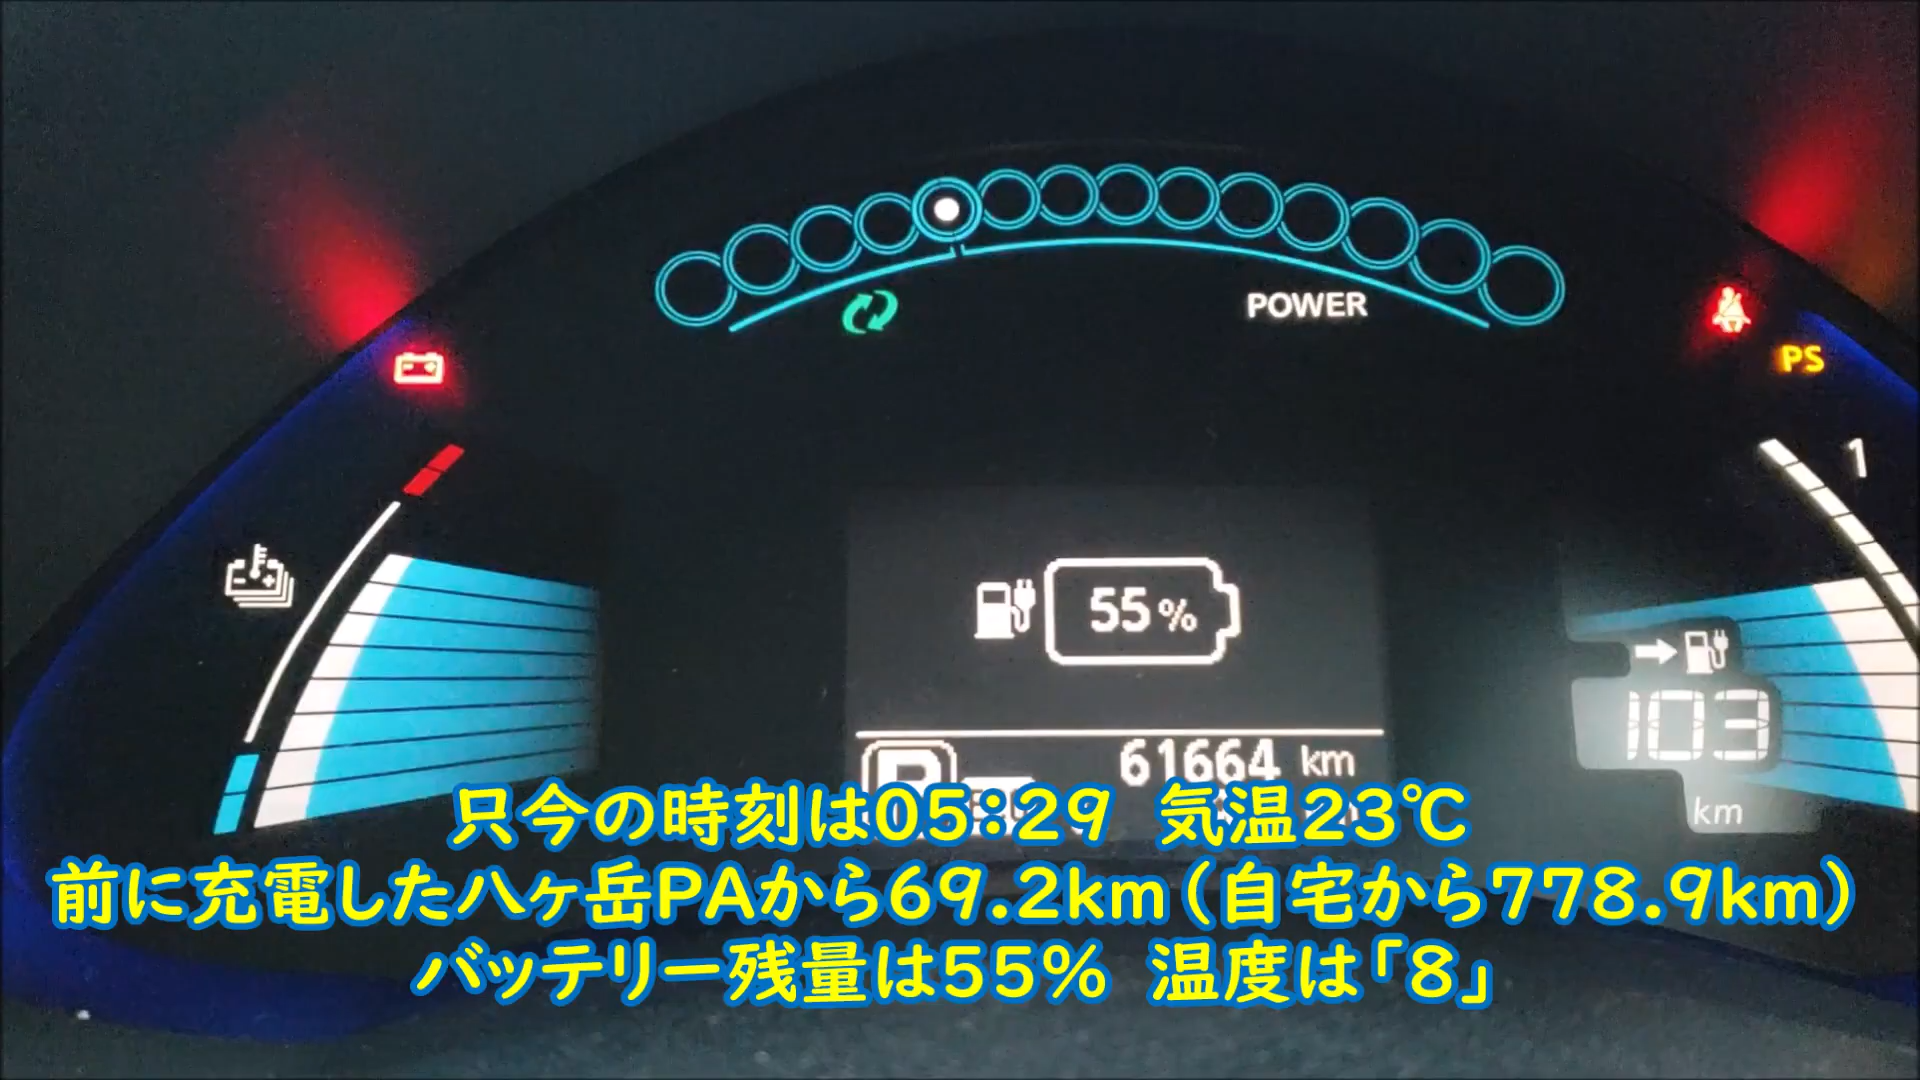 POWER
PS
1
55%
103
km
61664 km
只今の時刻は05:29 気温23℃
前に充電した八ヶ岳PAから69.2km(自宅から778.9km)
バッテリー残量は55% 温度は「8」